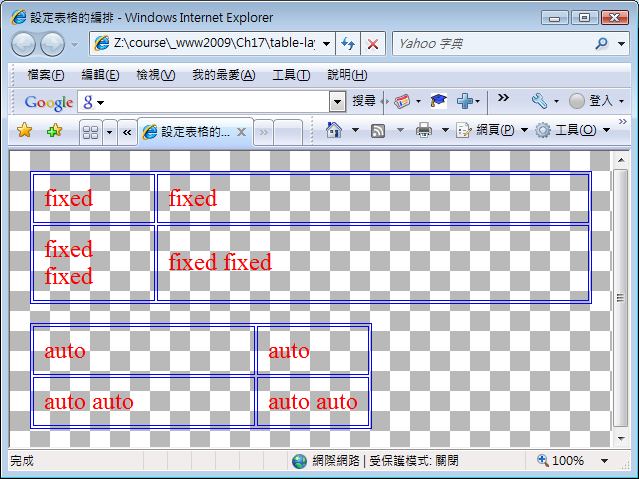 設定表格的編排 - Windows Internet Explorer
Z:\course\_www2009\Ch17\table-lay
Yahoo 字典
檔案(F) 編輯(E) 檢視(V) 我的最愛(A) 工具(T) 說明(H)
Google g 搜尋 » 登入
« 設定表格的... » 網頁(P) 工具(O) »
fixed fixed
fixed
fixed
fixed fixed
auto auto
auto auto auto auto
完成 網際網路 | 受保護模式: 關閉 100%